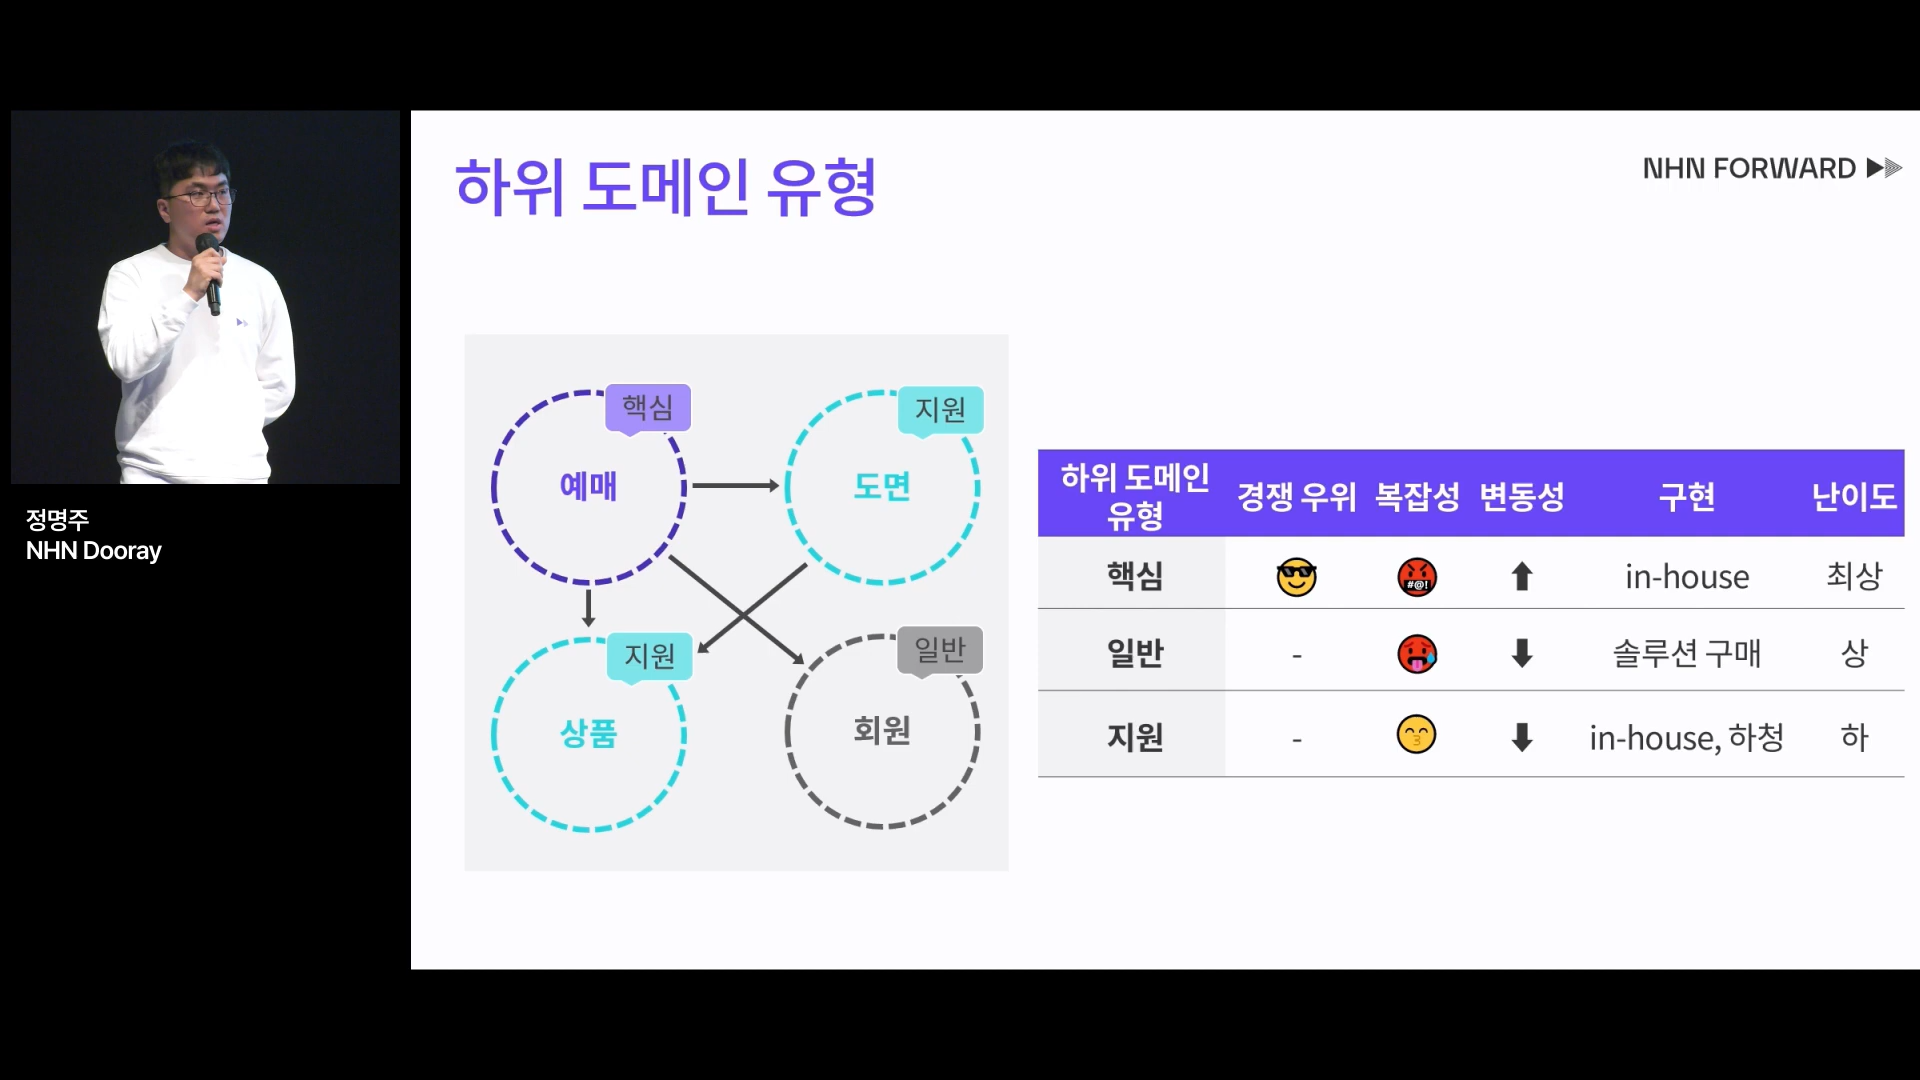 하위 도메인 유형
NHN FORWARD
핵심
지원
예매
도면
지원
일반
상품
회원
하위 도메인 유형 경쟁 우위 복잡성 변동성 구현 난이도
핵심 #@! in-house 최상
일반 - 솔루션 구매 상
지원 - in-house, 하청 하
정명주
NHN Dooray